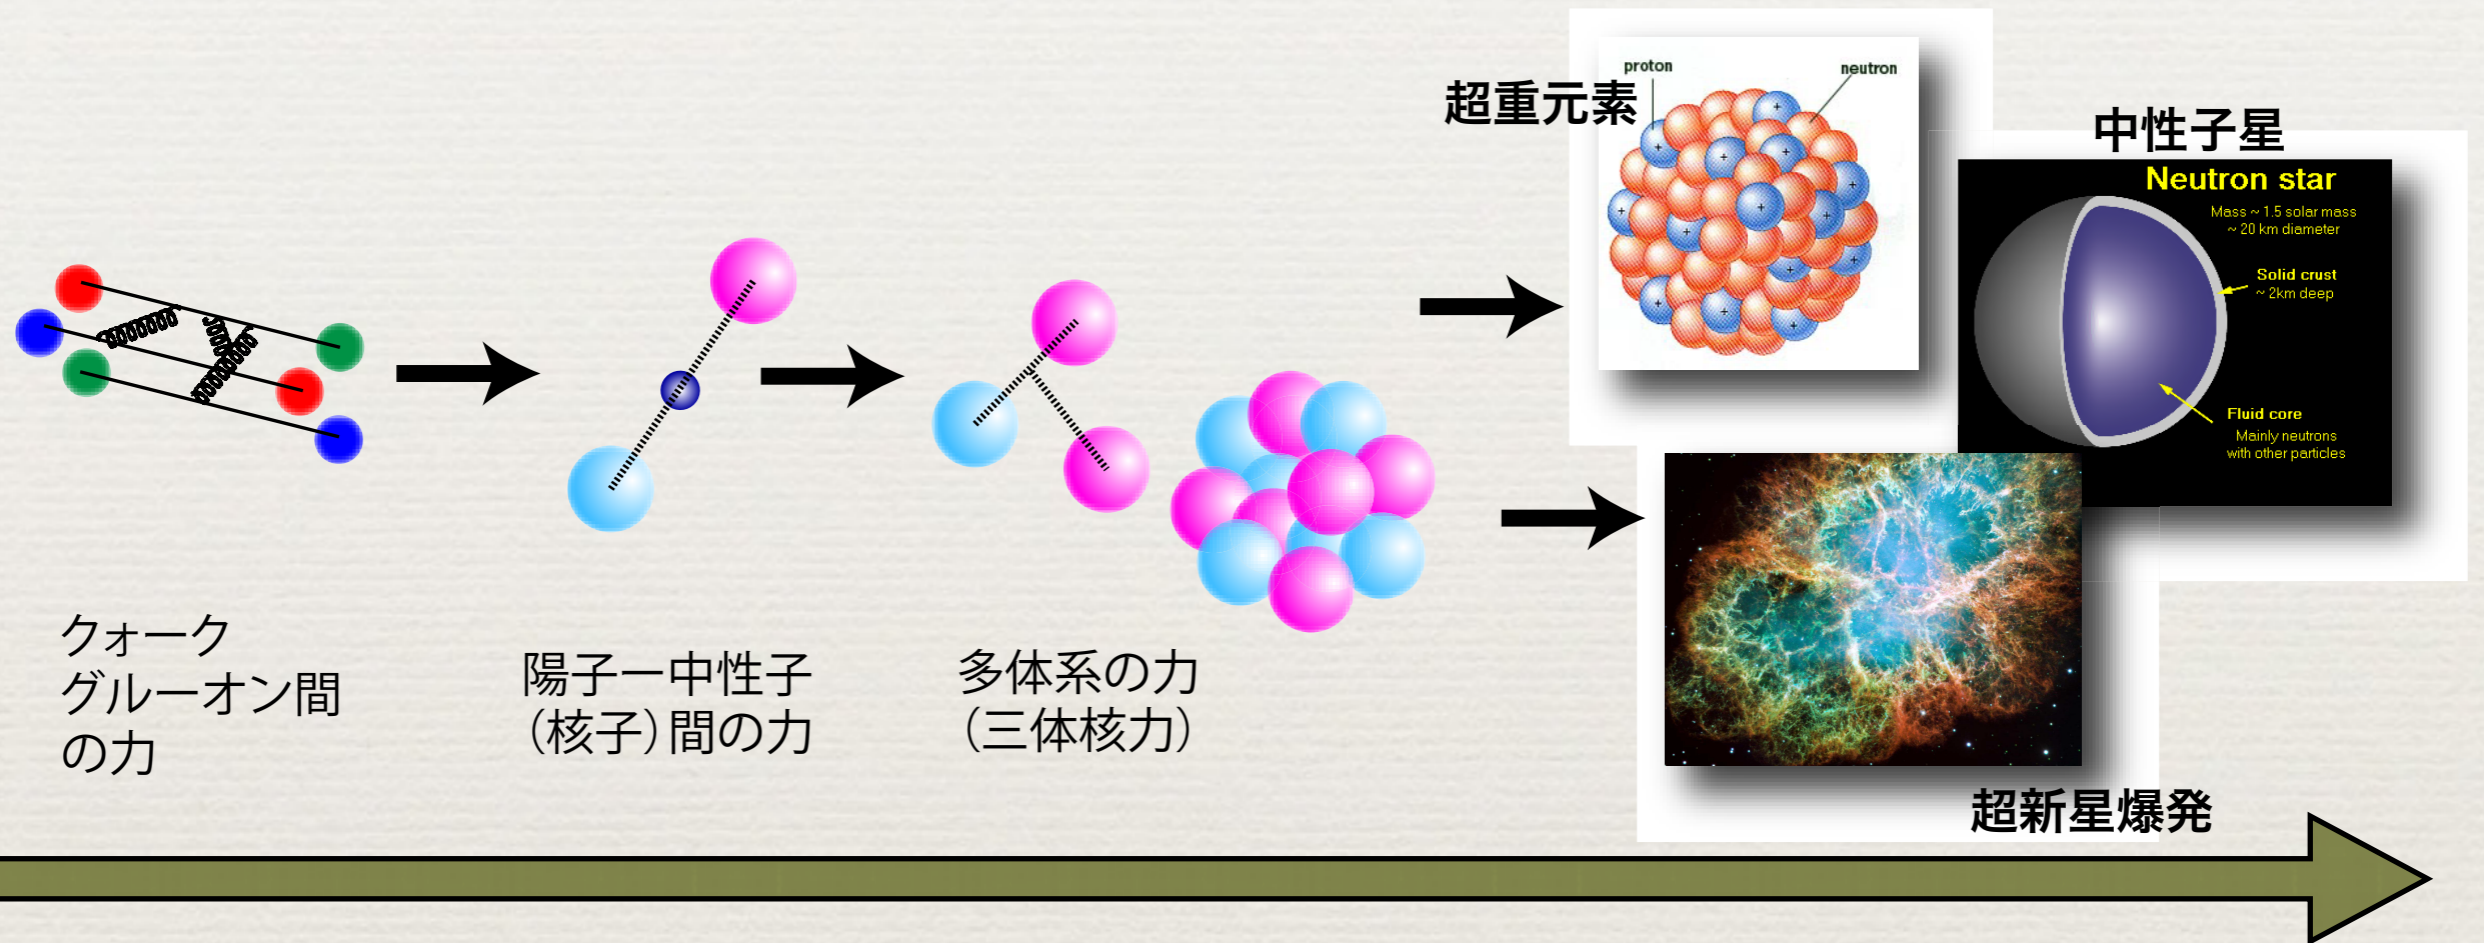 クォーク
グルーオン間
の力
陽子ー中性子
（核子）間の力
多体系の力
（三体核力）
超重元素
proton
neutron
中性子星
Neutron star
Mass ~ 1.5 solar mass
~ 20 km diameter
Solid crust
~ 2km deep
Fluid core
Mainly neutrons
with other particles
超新星爆発